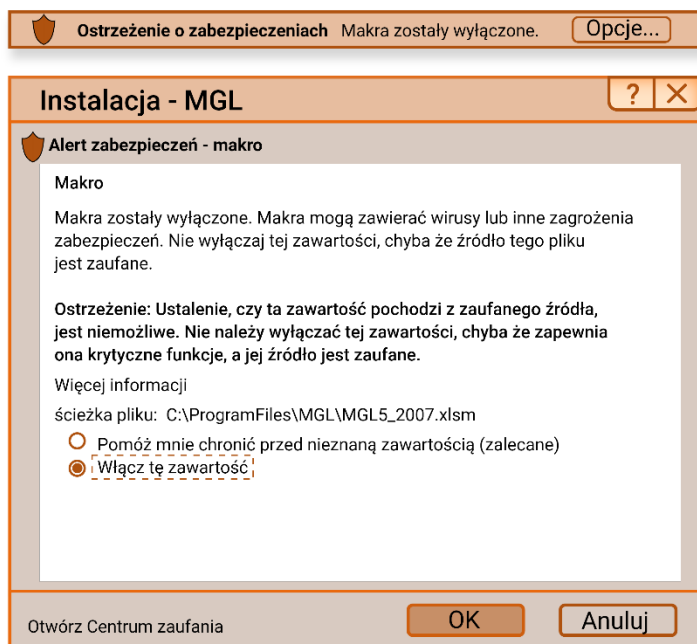 Ostrzeżenie o zabezpieczeniach Makra zostały wyłączone. Opcje...
Instalacja - MGL ? X
Alert zabezpieczeń - makro
Makro
Makra zostały wyłączone. Makra mogą zawierać wirusy lub inne zagrożenia
zabezpieczeń. Nie wyłączaj tej zawartości, chyba że źródło tego pliku
jest zaufane.
Ostrzeżenie: Ustalenie, czy ta zawartość pochodzi z zaufanego źródła,
jest niemożliwe. Nie należy wyłączać tej zawartości, chyba że zapewnia
ona krytyczne funkcje, a jej źródło jest zaufane.
Więcej informacji
ścieżka pliku: C:\ProgramFiles\MGL\MGL5_2007.xlsm
Pomóż mnie chronić przed nieznaną zawartością (zalecane)
Włącz tę zawartość
Otwórz Centrum zaufania OK Anuluj